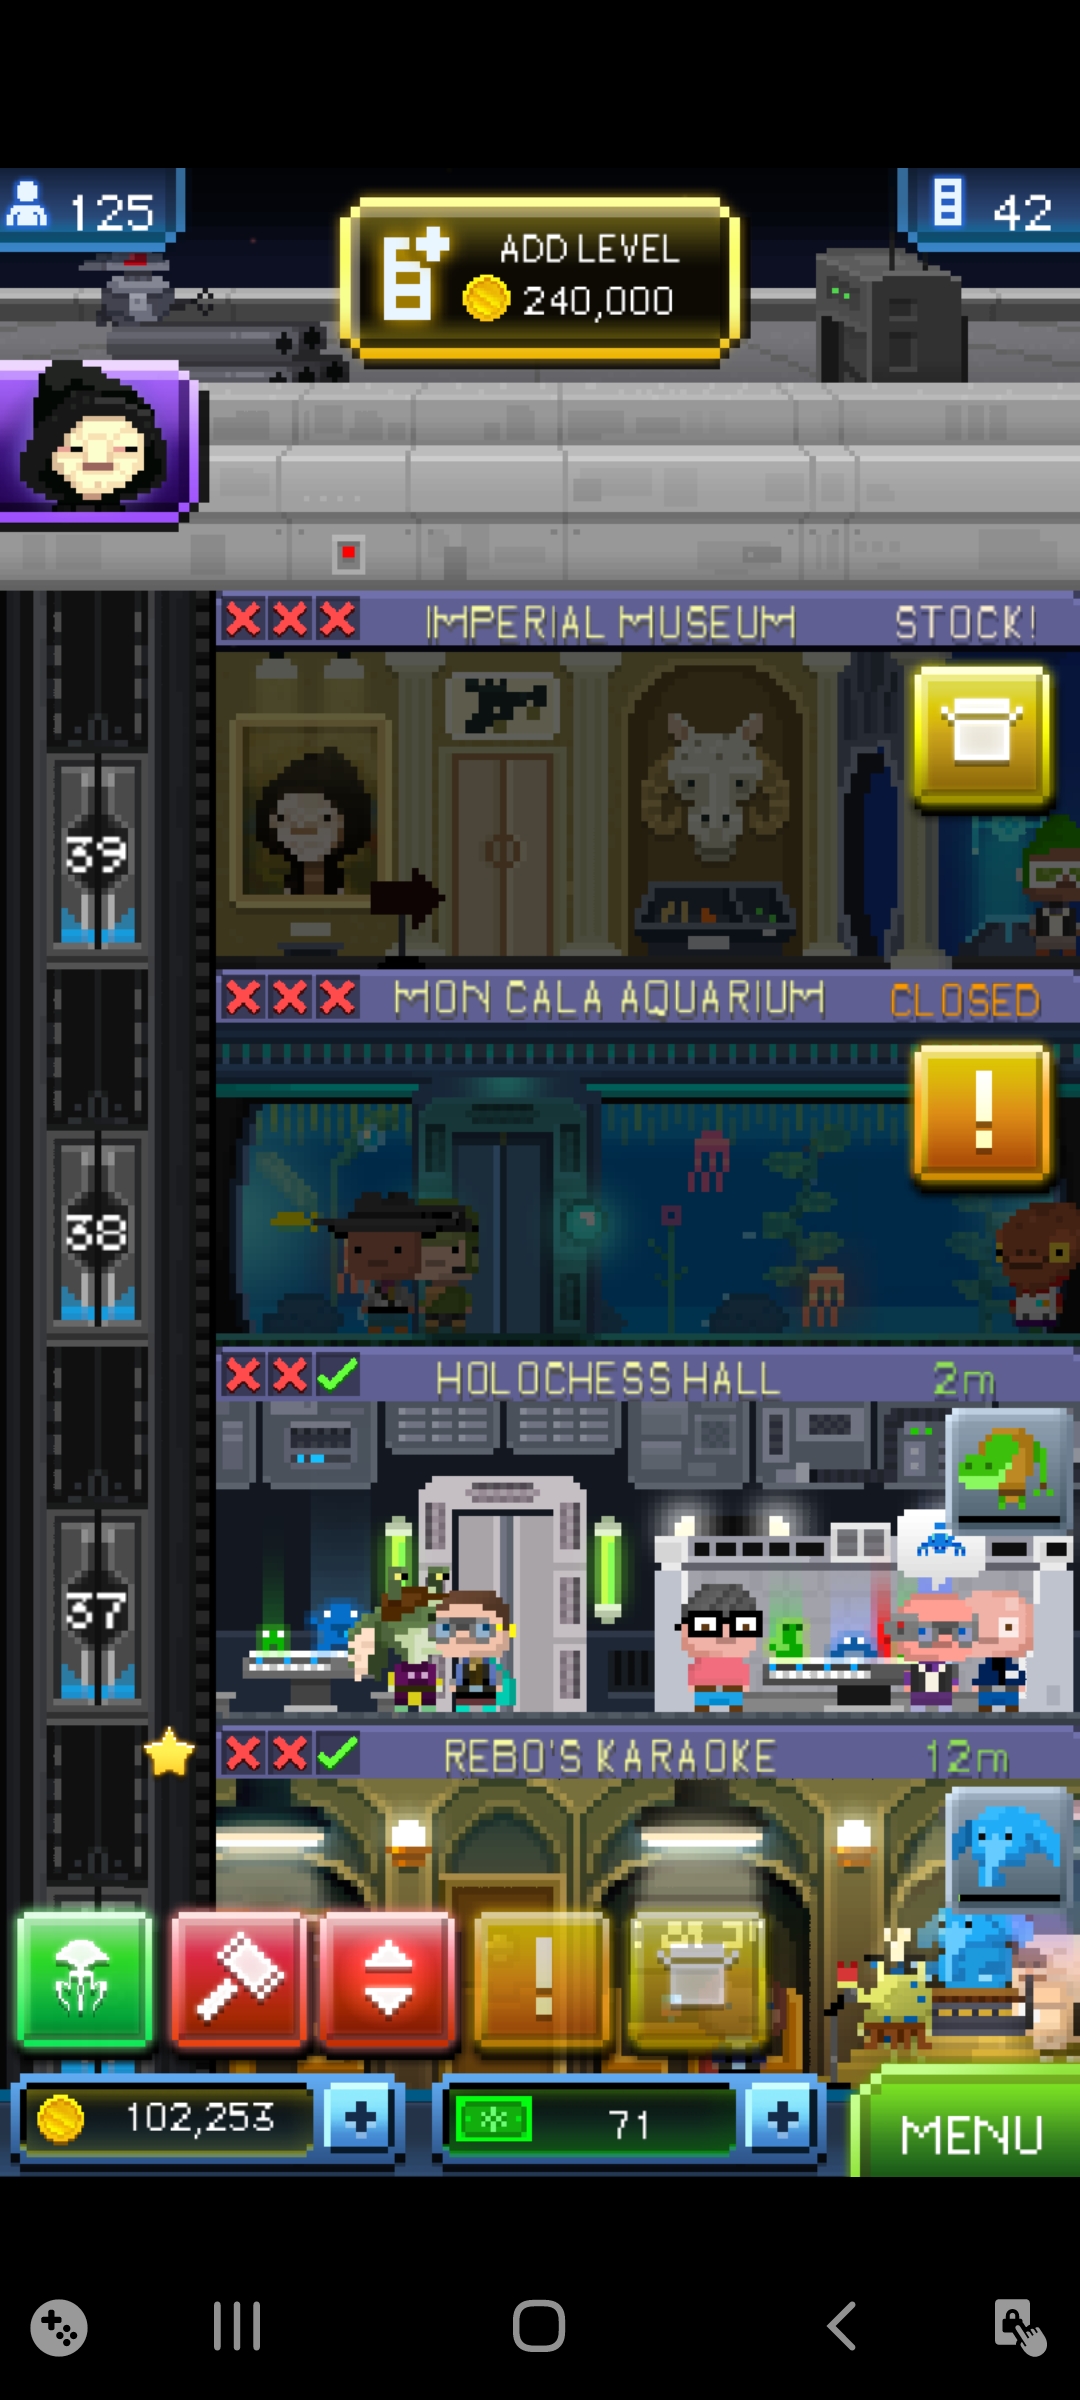 125
ADD LEVEL
240,000
42
IMPERIAL MUSEUM STOCK!
39
MON CALA AQUARIUM CLOSED
!
38
HOLOCHESS HALL 2m
37
REBO'S KARAOKE 12m
!
102,253 +
71 +
MENU